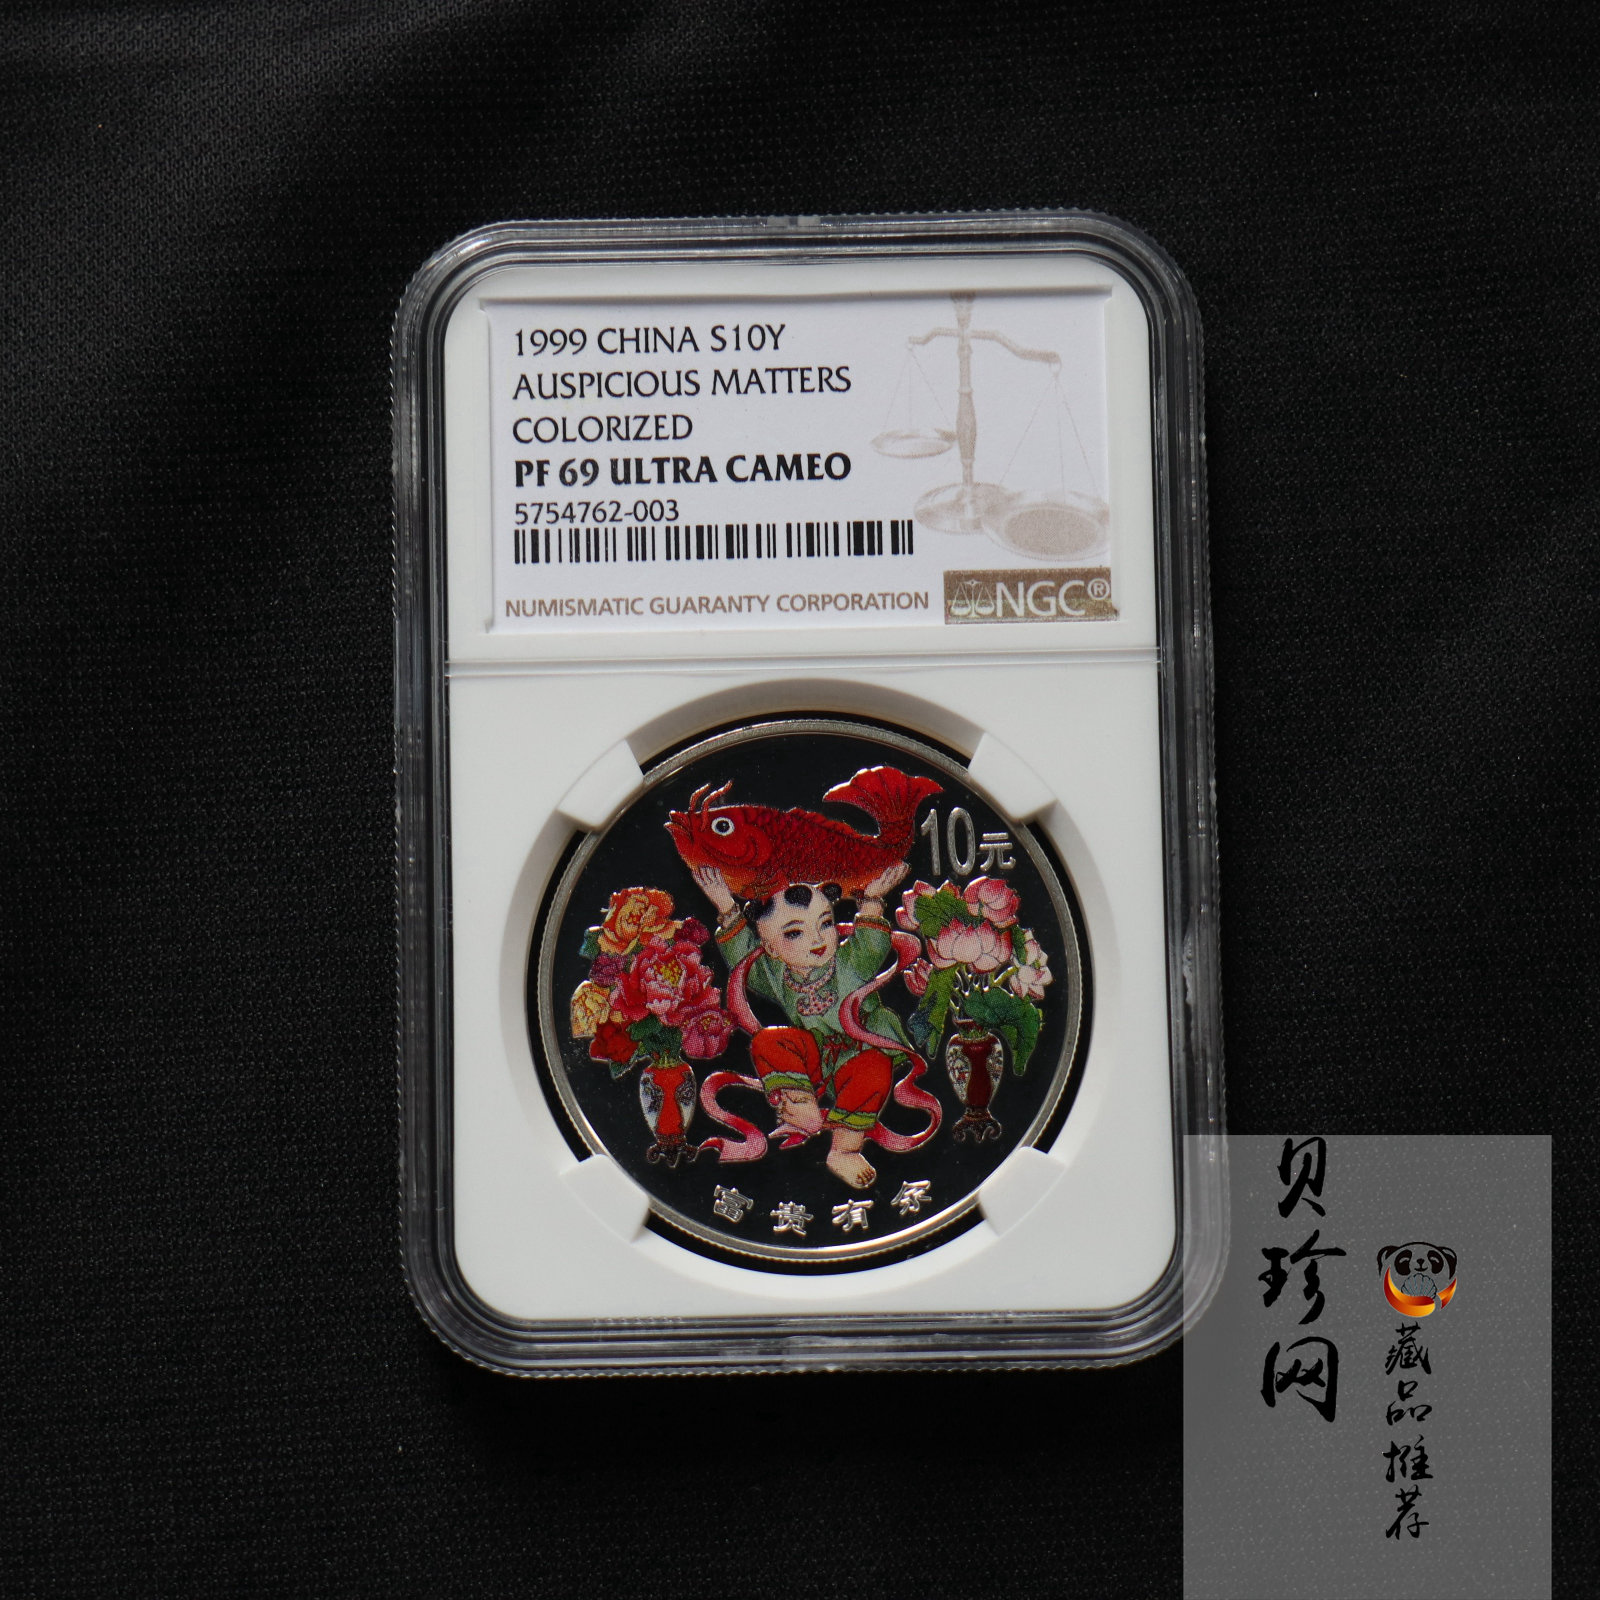 1999 CHINA S10Y
AUSPICIOUS MATTERS
COLORIZED
PF 69 ULTRA CAMEO
5754762-003
NUMISMATIC GUARANTY CORPORATION
NGC®
10元
富贵有余
贝珍网
藏品推荐